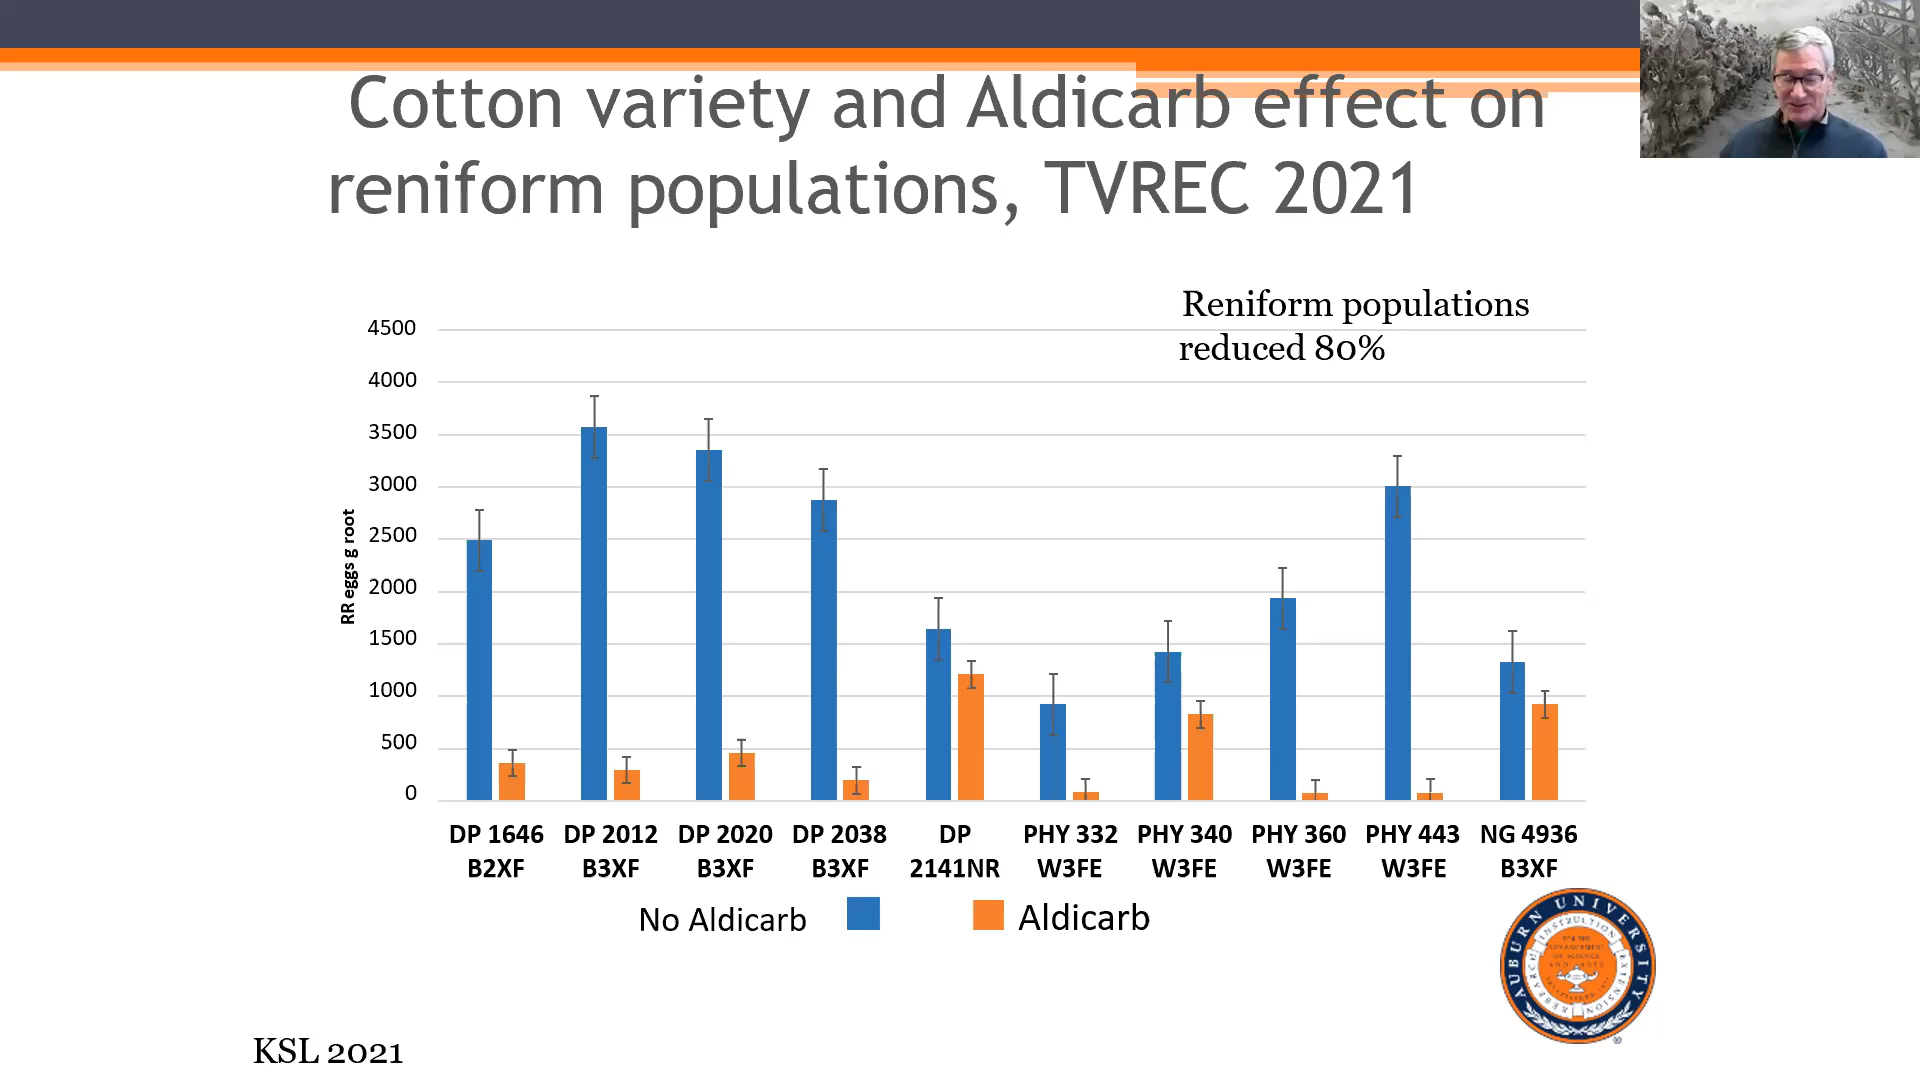 Cotton variety and Aldicarb effect on
reniform populations, TVREC 2021
Reniform populations
reduced 80%
4500
4000
3500
3000
2500
2000
1500
1000
500
0
RR eggs g root
DP 1646 DP 2012 DP 2020 DP 2038 DP PHY 332 PHY 340 PHY 360 PHY 443 NG 4936
B2XF B3XF B3XF B3XF 2141NR W3FE W3FE W3FE W3FE B3XF
No Aldicarb Aldicarb
AUBURN UNIVERSITY
INSTRUCTION
RESEARCH
EXTENSION
KSL 2021